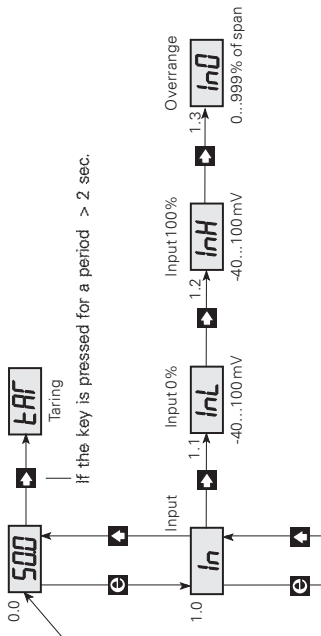 0.0
50.0
tAr
Taring
If the key is pressed for a period > 2 sec.
e
1.0
Input
In
1.1
Input 0%
InL
-40...100 mV
1.2
Input 100%
InH
-40...100 mV
1.3
Overrange
InO
0...999% of span
e